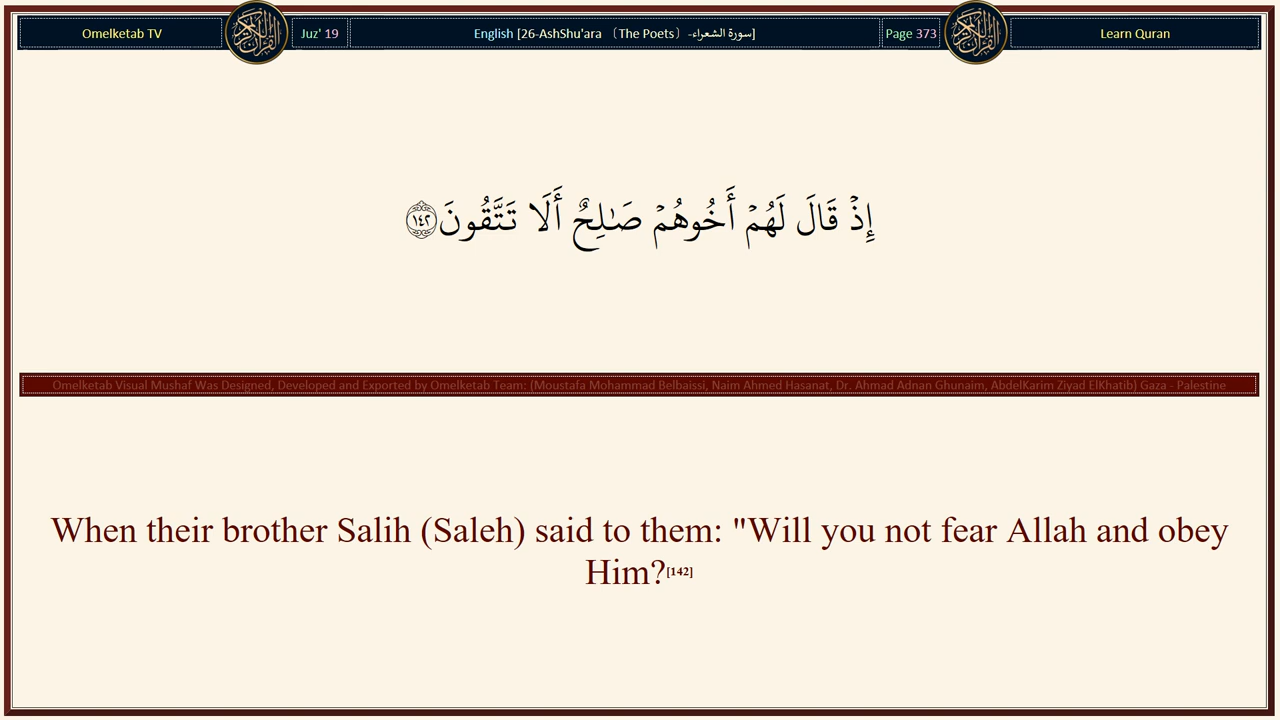 Omelketab TV
Juz' 19
English [26-AshShu'ara 〔The Poets〕-سورة الشعراء]
Page 373
Learn Quran
إِذۡ قَالَ لَهُمۡ أَخُوهُمۡ صَـٰلِحٌ أَلَا تَتَّقُونَ ١٤٢
Omelketab Visual Mushaf Was Designed, Developed and Exported by Omelketab Team: (Moustafa Mohammad Belbaissi, Naim Ahmed Hasanat, Dr. Ahmad Adnan Ghunaim, AbdelKarim Ziyad ElKhatib) Gaza - Palestine
When their brother Salih (Saleh) said to them: "Will you not fear Allah and obey
Him?[142]